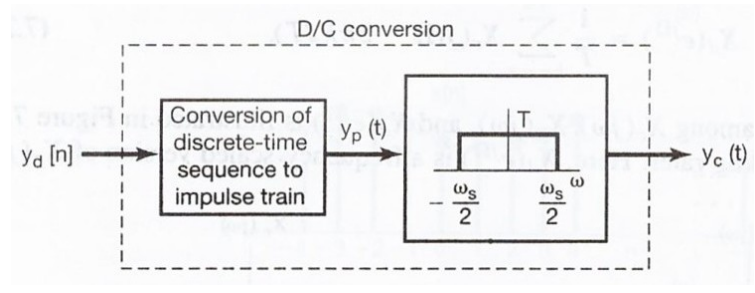 D/C conversion
Conversion of
discrete-time
sequence to
impulse train
y_d [n]
y_p (t)
T
- ω_s/2
ω_s/2
ω
y_c (t)